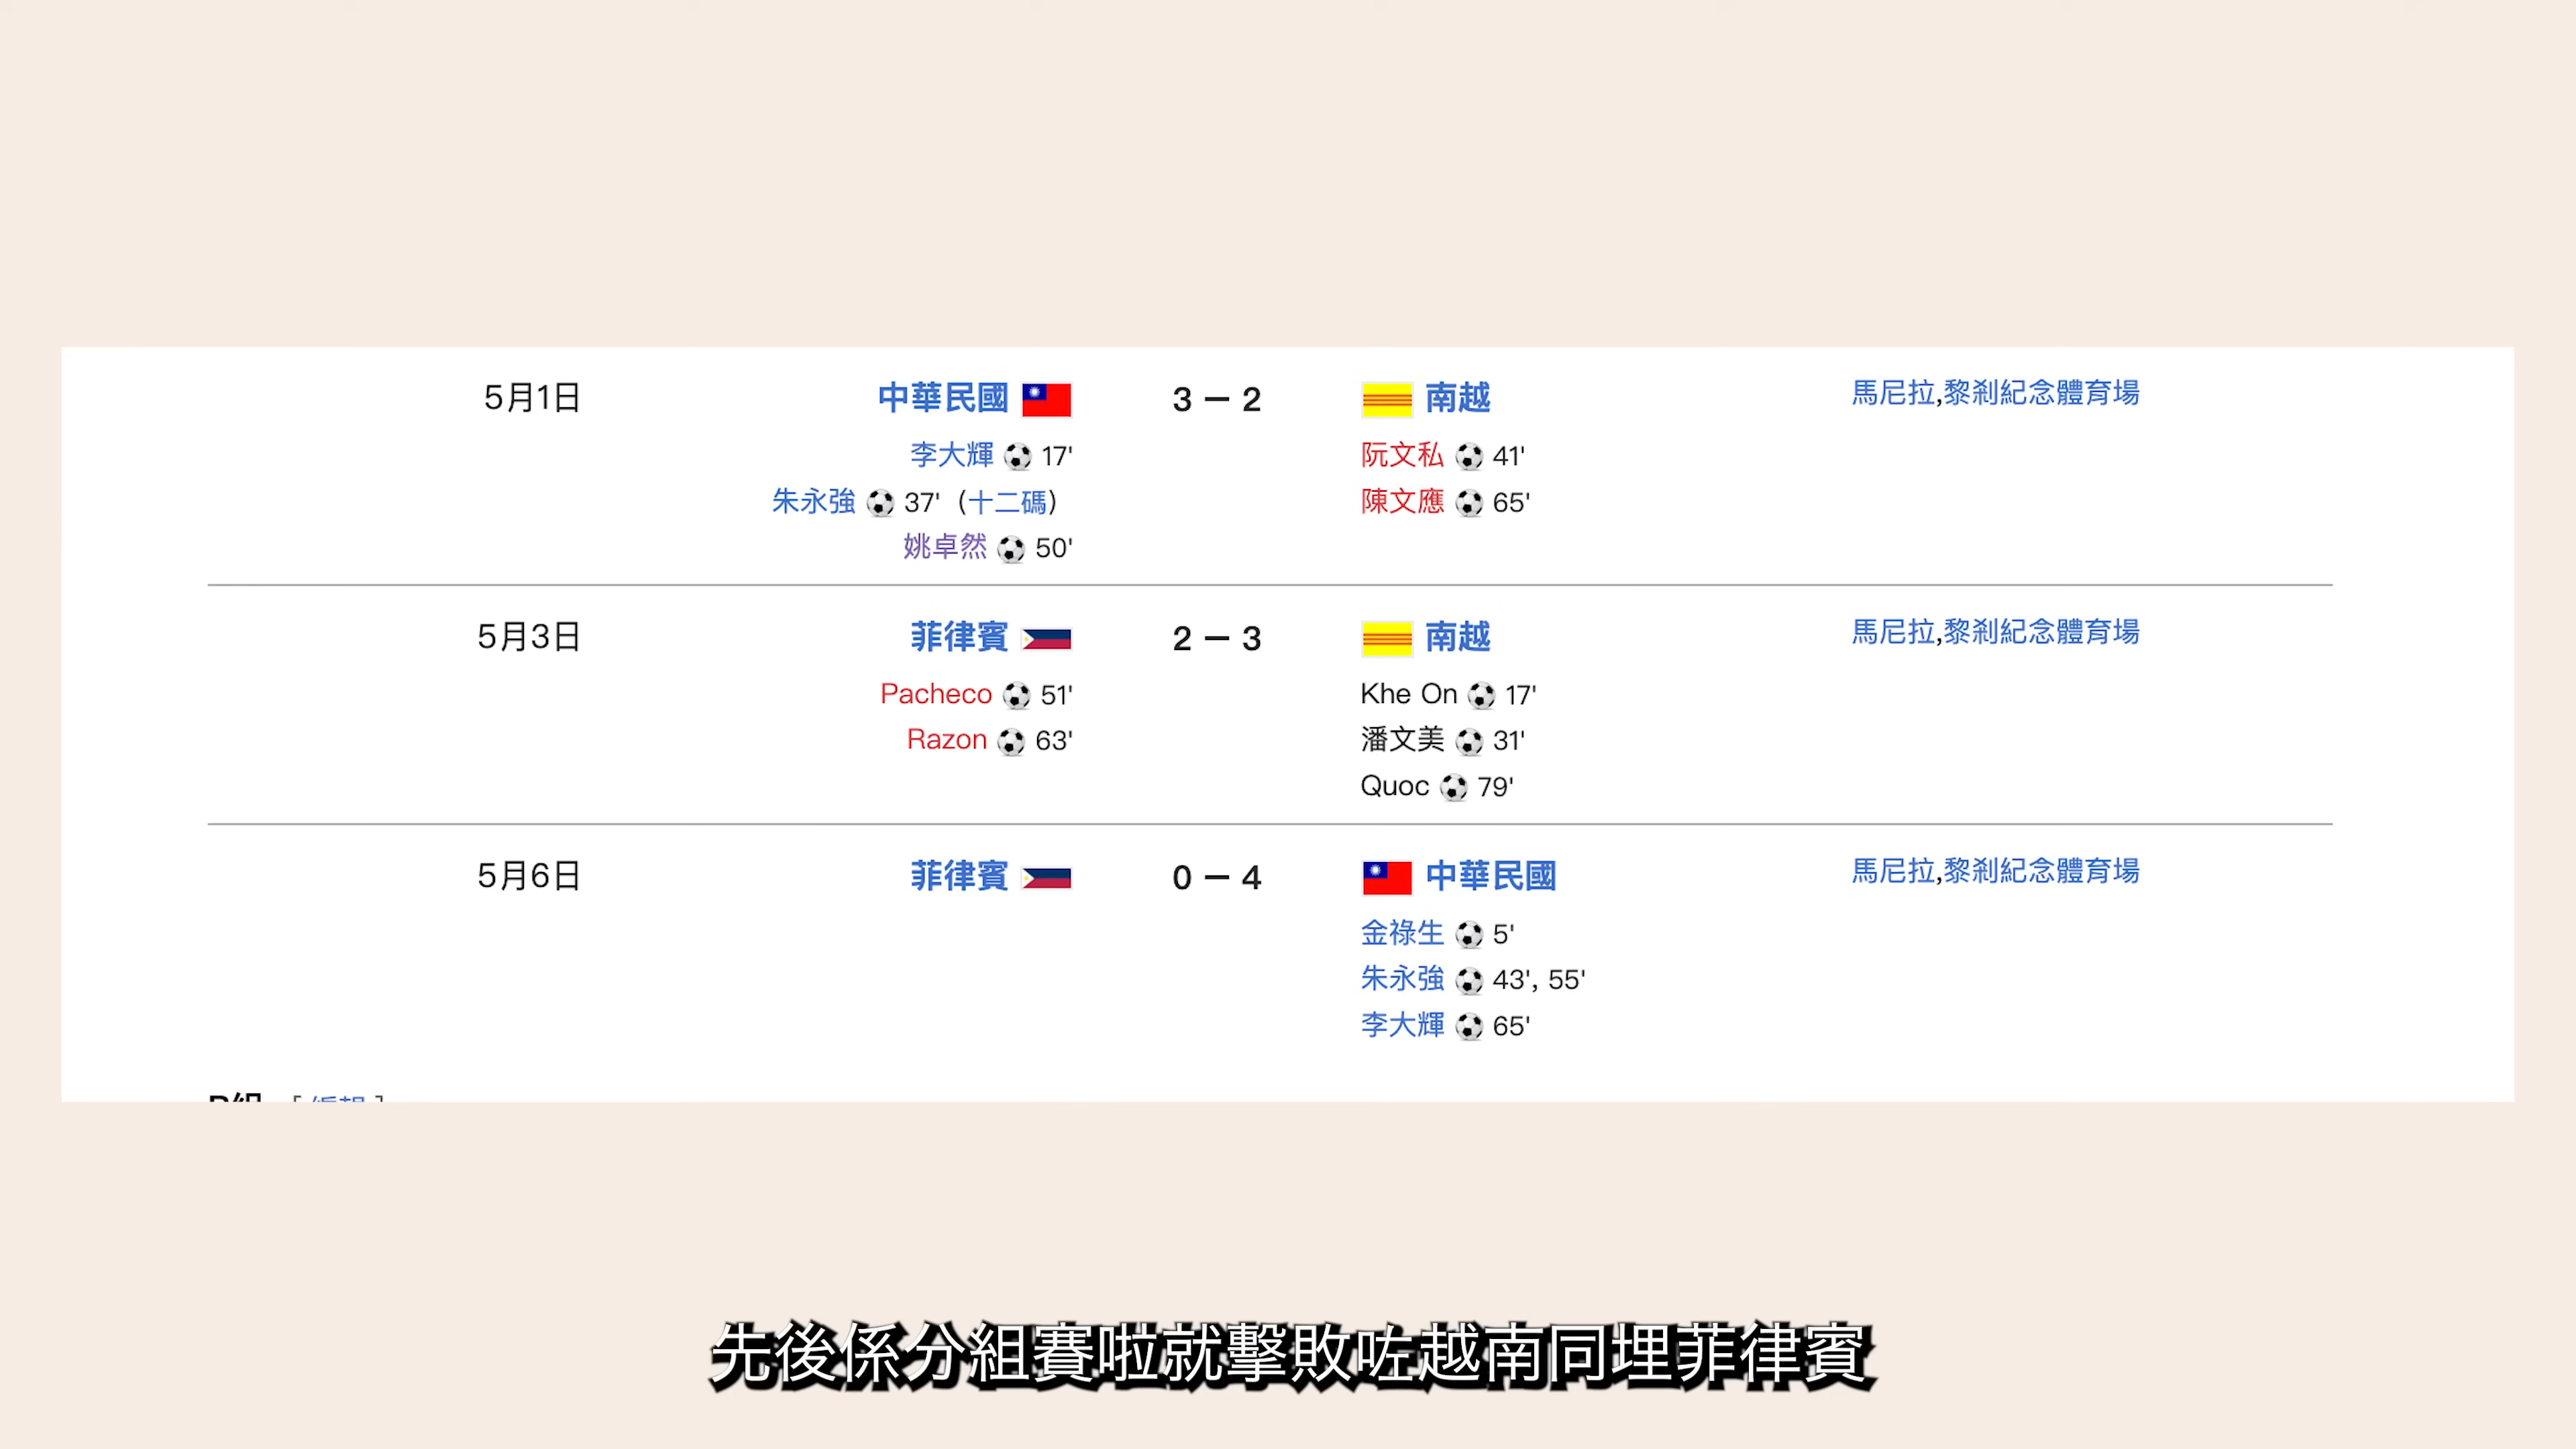 5月1日 中華民國 3 – 2 南越 馬尼拉,黎剎紀念體育場
李大輝 17' 阮文私 41'
朱永強 37'（十二碼） 陳文應 65'
姚卓然 50'
5月3日 菲律賓 2 – 3 南越 馬尼拉,黎剎紀念體育場
Pacheco 51' Khe On 17'
Razon 63' 潘文美 31'
Quoc 79'
5月6日 菲律賓 0 – 4 中華民國 馬尼拉,黎剎紀念體育場
金祿生 5'
朱永強 43', 55'
李大輝 65'
先後係分組賽啦就擊敗咗越南同埋菲律賓